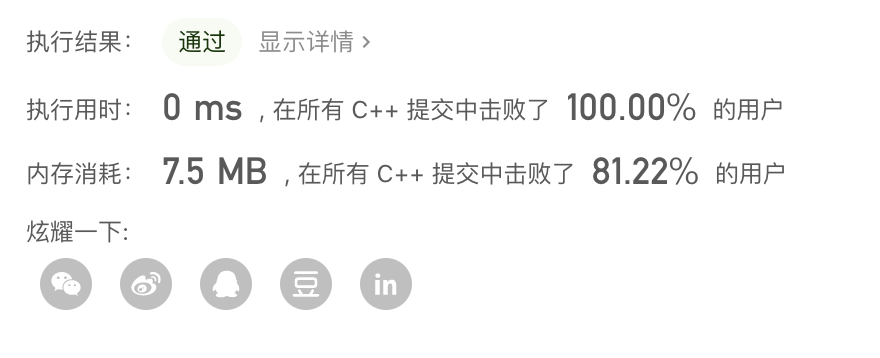 执行结果： 通过 显示详情 >
执行用时： 0 ms , 在所有 C++ 提交中击败了 100.00% 的用户
内存消耗： 7.5 MB , 在所有 C++ 提交中击败了 81.22% 的用户
炫耀一下:
豆 in